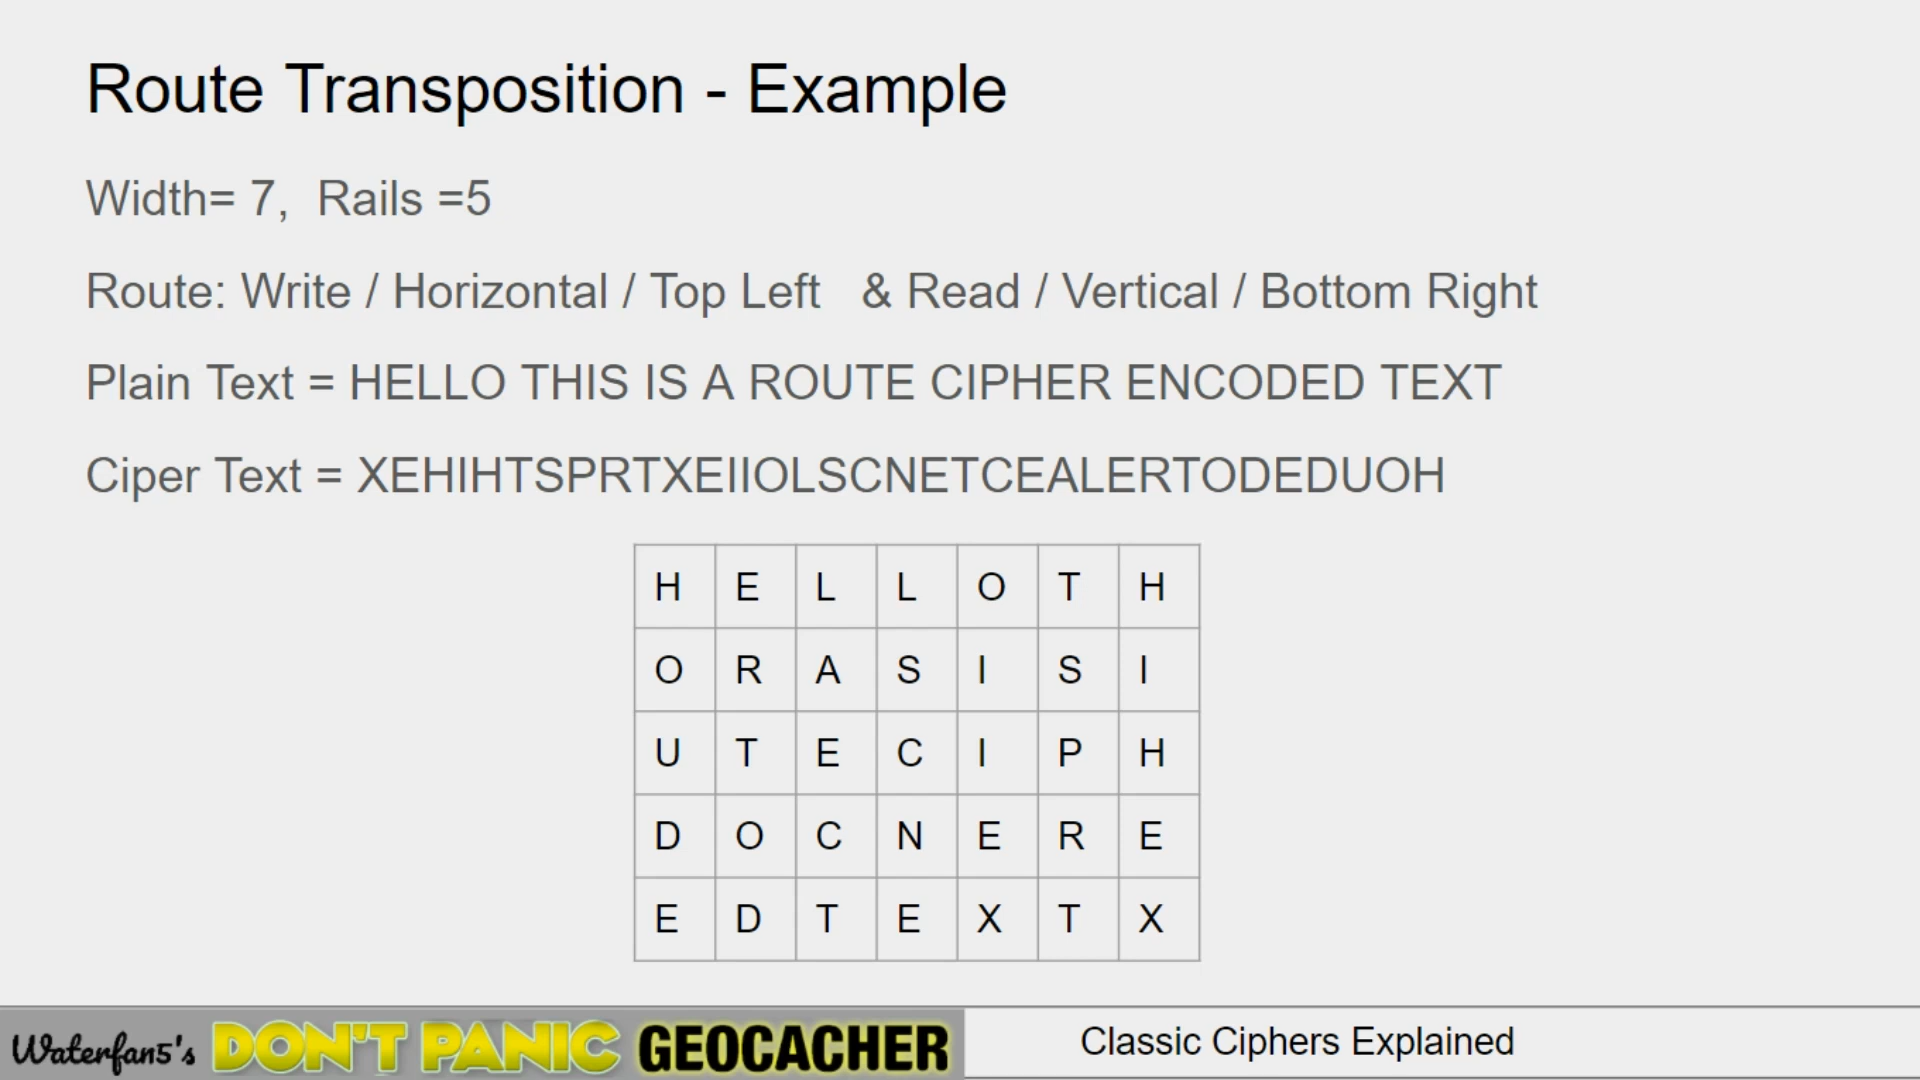 Route Transposition - Example
Width= 7, Rails =5
Route: Write / Horizontal / Top Left & Read / Vertical / Bottom Right
Plain Text = HELLO THIS IS A ROUTE CIPHER ENCODED TEXT
Ciper Text = XEHIHTSPRTXEIIOLSCNETCEALERTODEDUOH
H E L L O T H
O R A S I S I
U T E C I P H
D O C N E R E
E D T E X T X
Waterfan5's DON'T PANIC GEOCACHER Classic Ciphers Explained